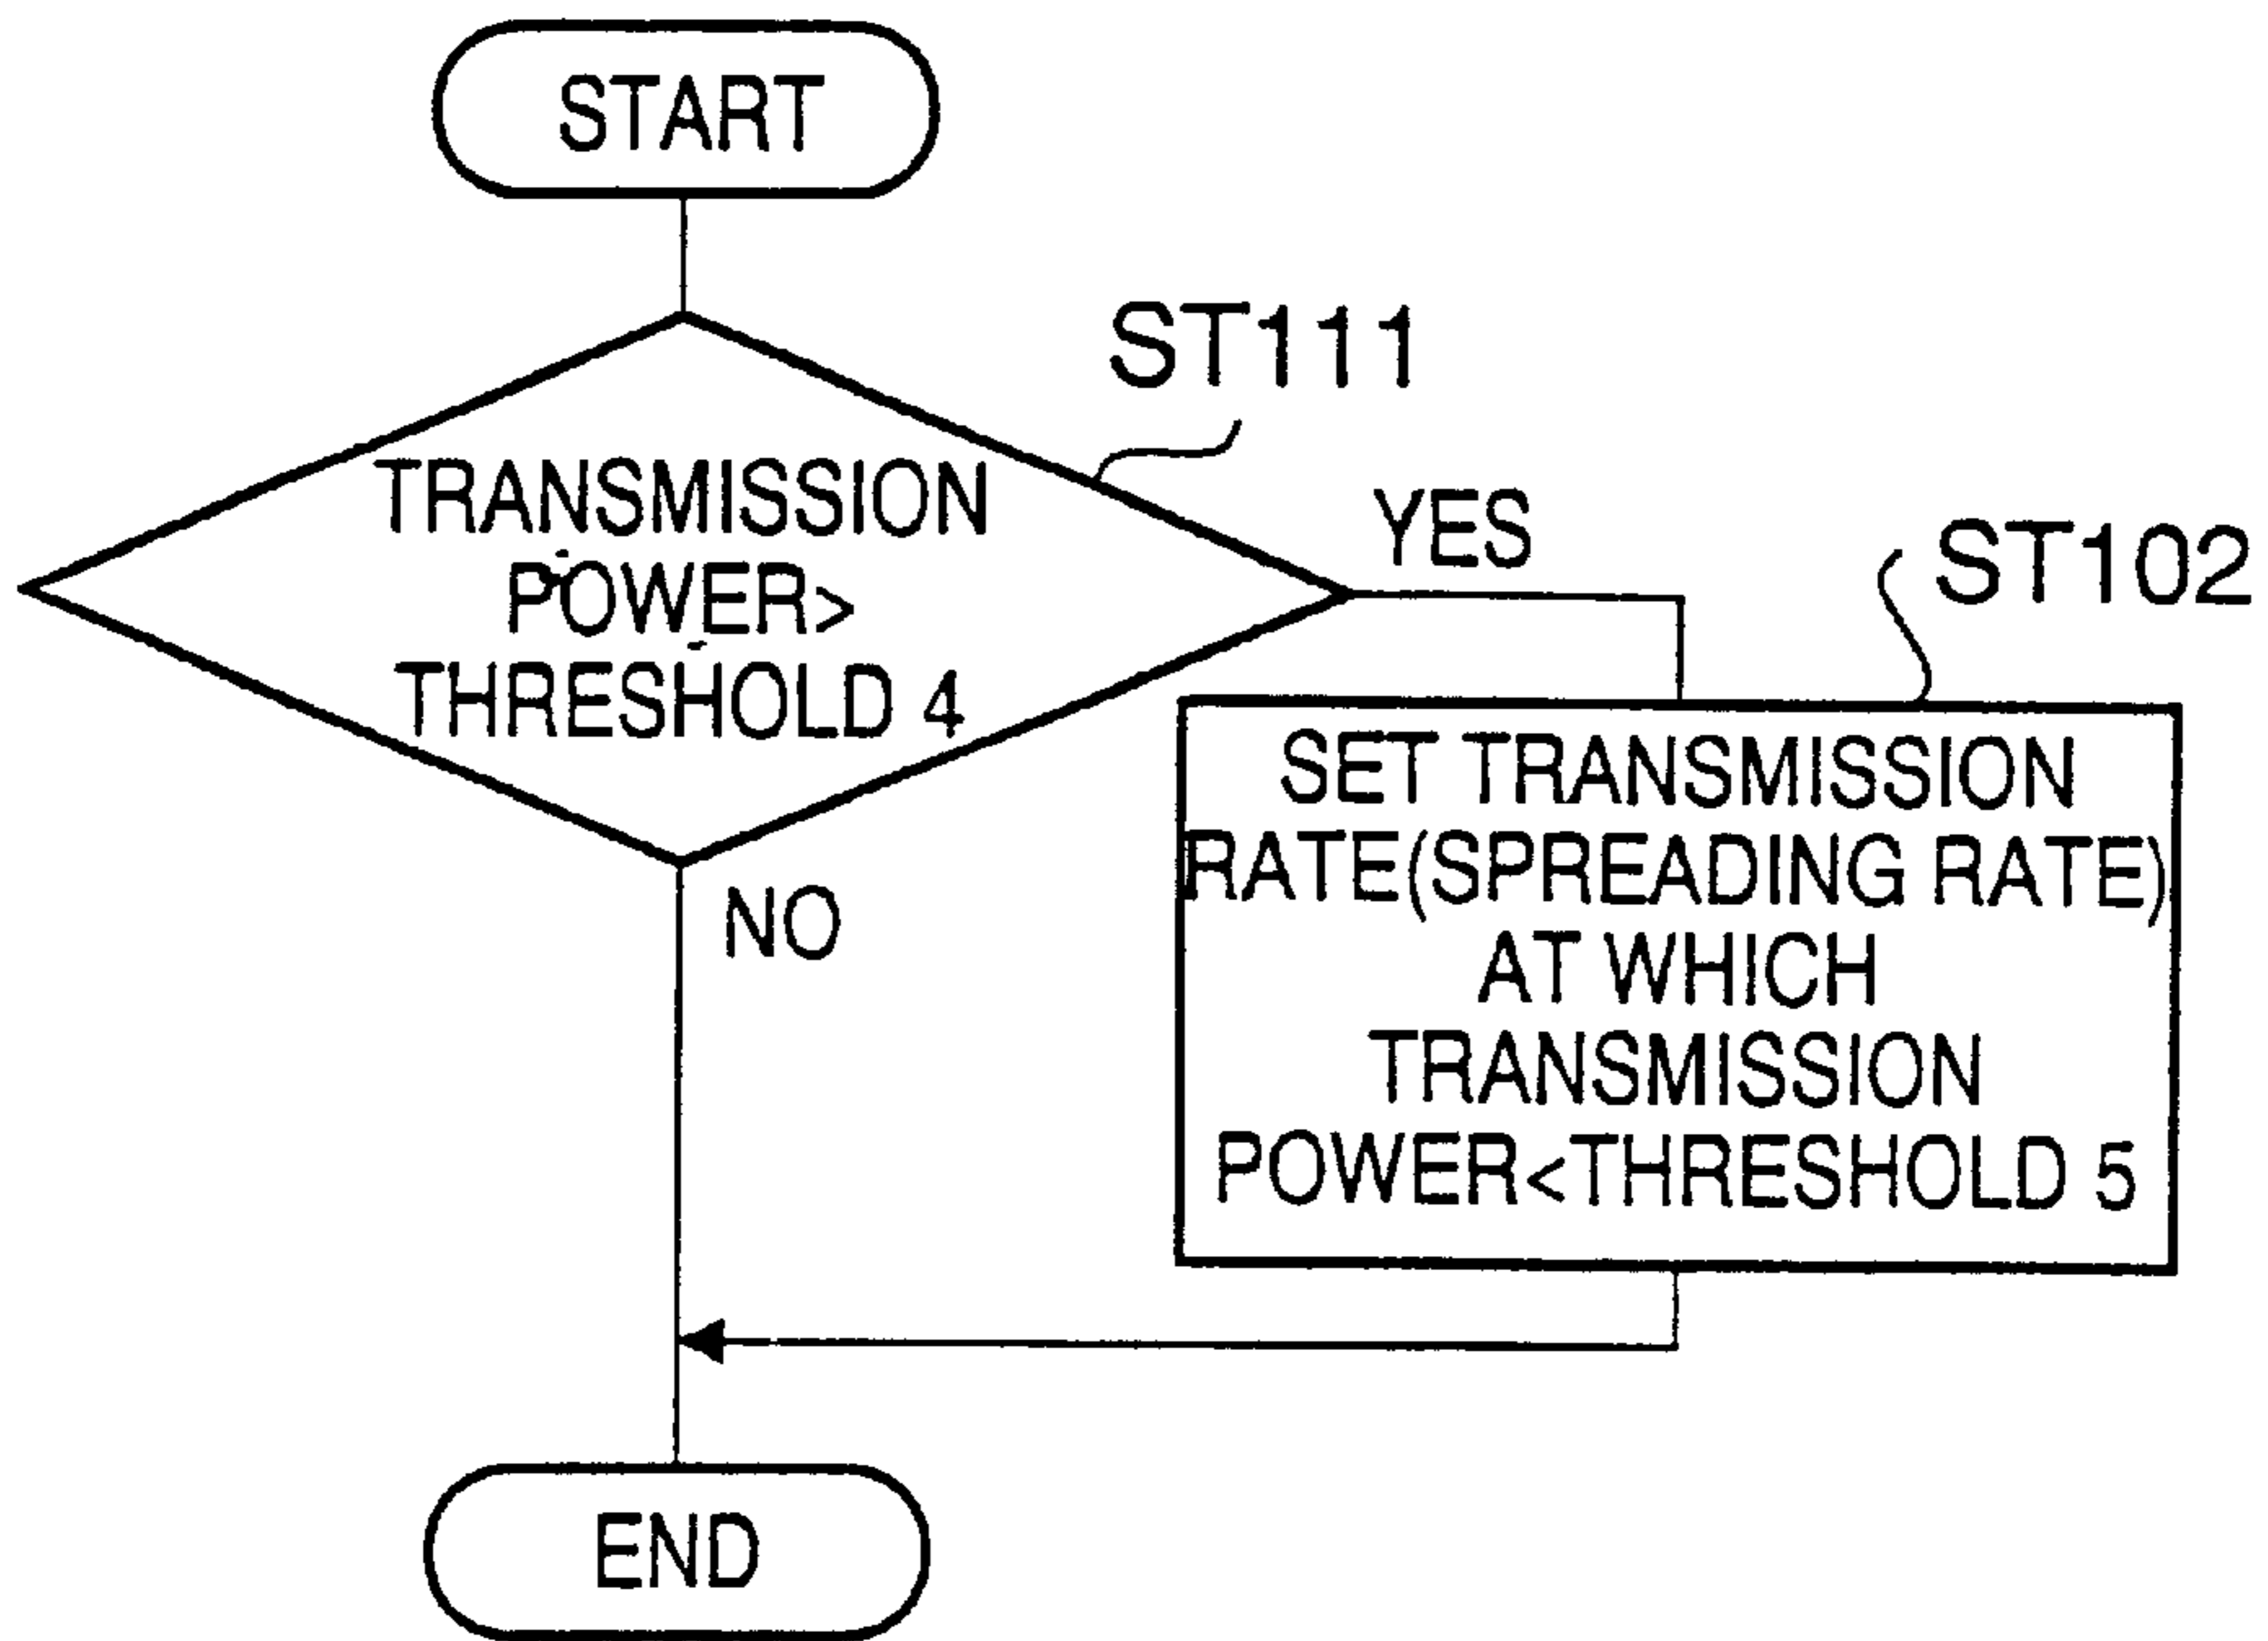 START
ST111
TRANSMISSION
POWER>
THRESHOLD 4
YES
ST102
SET TRANSMISSION
RATE(SPREADING RATE)
AT WHICH
TRANSMISSION
POWER<THRESHOLD 5
NO
END